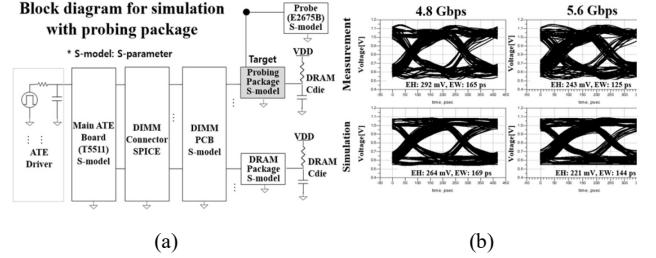 Block diagram for simulation
with probing package
* S-model: S-parameter
Probe
(E2675B)
S-model
Target
VDD
Probing
Package
S-model
DRAM
Cdie
Main ATE
Board
(T5511)
S-model
DIMM
Connector
SPICE
DIMM
PCB
S-model
ATE
Driver
VDD
DRAM
Package
S-model
DRAM
Cdie
(a)
4.8 Gbps
5.6 Gbps
Measurement
Voltage[V]
EH: 292 mV, EW: 165 ps
time, psec
Voltage[V]
EH: 243 mV, EW: 125 ps
time, psec
Simulation
Voltage[V]
EH: 264 mV, EW: 169 ps
time, psec
Voltage[V]
EH: 221 mV, EW: 144 ps
time, psec
(b)